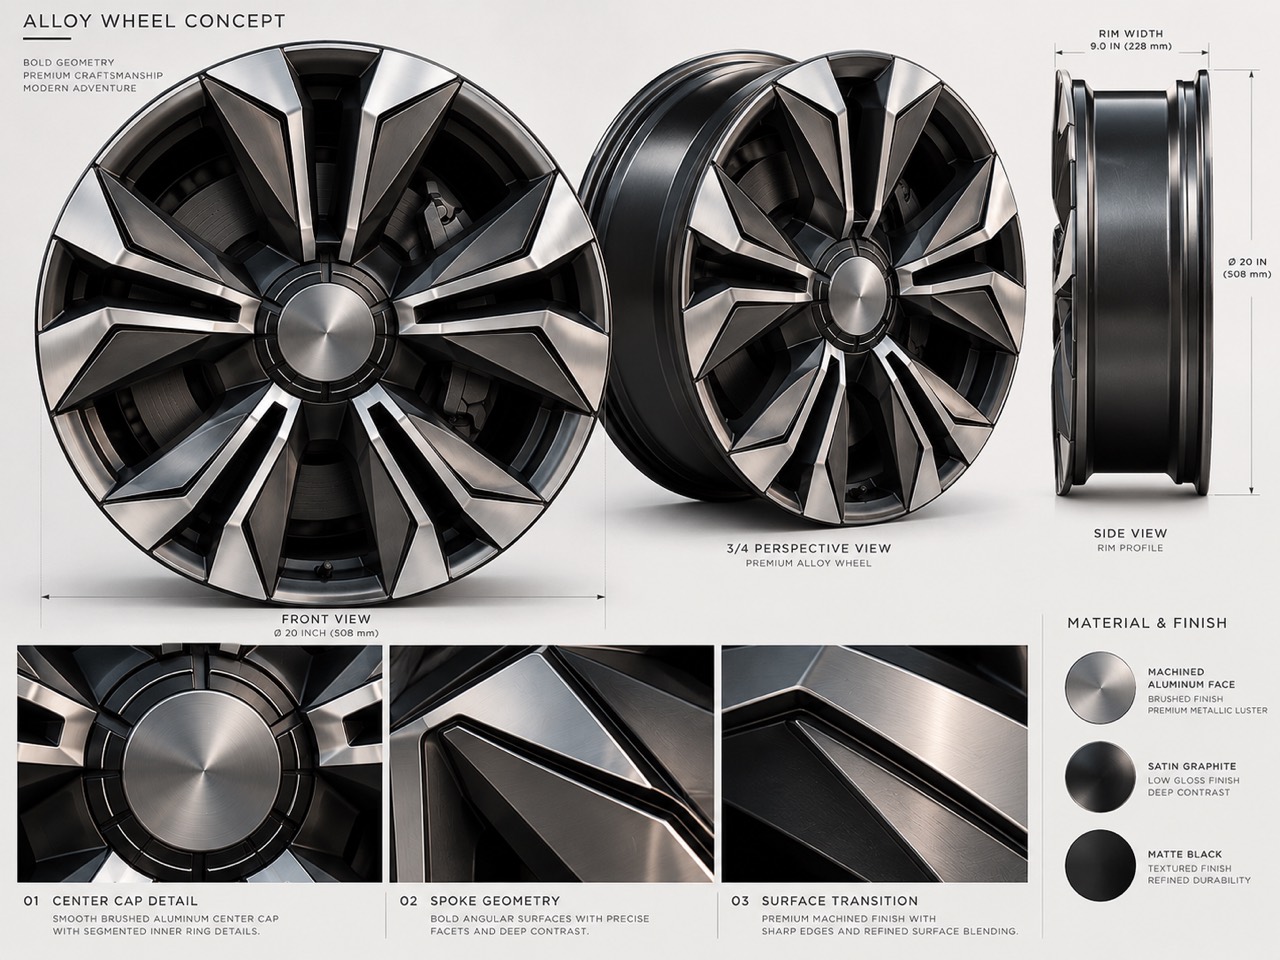 ALLOY WHEEL CONCEPT
BOLD GEOMETRY
PREMIUM CRAFTSMANSHIP
MODERN ADVENTURE
RIM WIDTH
9.0 IN (228 mm)
Ø 20 IN
(508 mm)
SIDE VIEW
RIM PROFILE
3/4 PERSPECTIVE VIEW
PREMIUM ALLOY WHEEL
FRONT VIEW
Ø 20 INCH (508 mm)
MATERIAL & FINISH
MACHINED
ALUMINUM FACE
BRUSHED FINISH
PREMIUM METALLIC LUSTER
SATIN GRAPHITE
LOW GLOSS FINISH
DEEP CONTRAST
MATTE BLACK
TEXTURED FINISH
REFINED DURABILITY
01 CENTER CAP DETAIL
SMOOTH BRUSHED ALUMINUM CENTER CAP
WITH SEGMENTED INNER RING DETAILS.
02 SPOKE GEOMETRY
BOLD ANGULAR SURFACES WITH PRECISE
FACETS AND DEEP CONTRAST.
03 SURFACE TRANSITION
PREMIUM MACHINED FINISH WITH
SHARP EDGES AND REFINED SURFACE BLENDING.